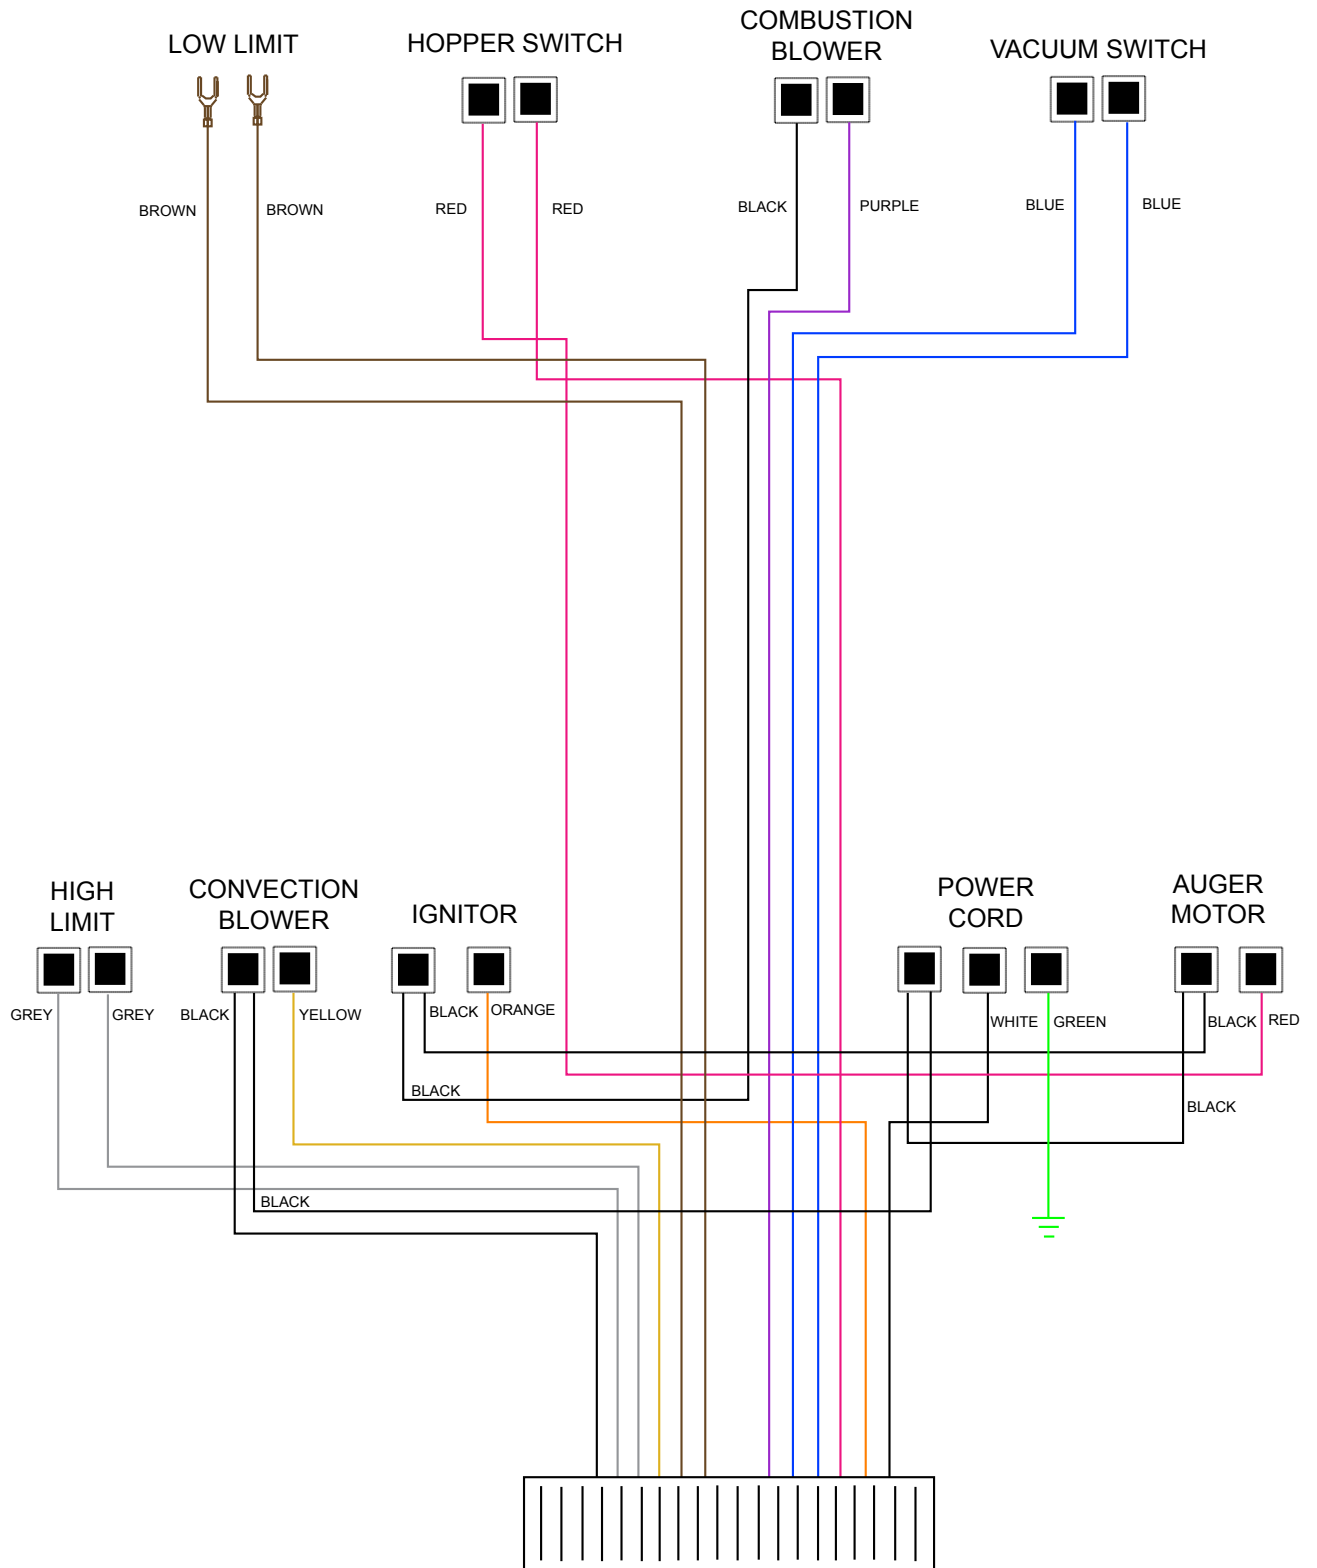 LOW LIMIT
HOPPER SWITCH
COMBUSTION
BLOWER
VACUUM SWITCH
BROWN
BROWN
RED
RED
BLACK
PURPLE
BLUE
BLUE
HIGH
LIMIT
CONVECTION
BLOWER
IGNITOR
POWER
CORD
AUGER
MOTOR
GREY
GREY
BLACK
YELLOW
BLACK
ORANGE
WHITE
GREEN
BLACK
RED
BLACK
BLACK
BLACK